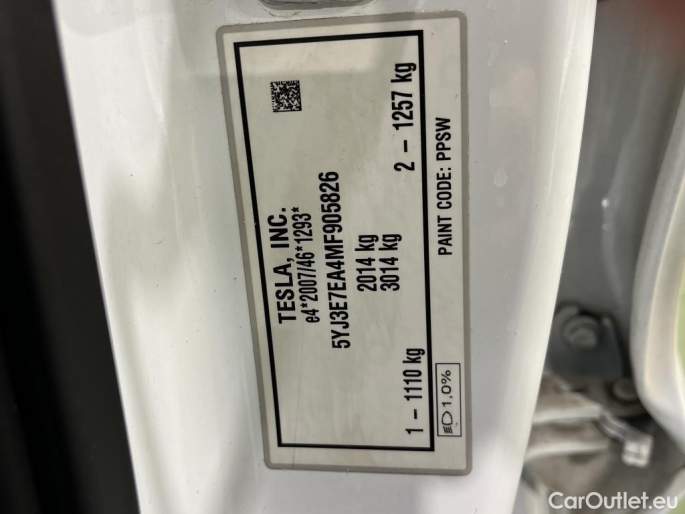 TESLA, INC.
e4*2007/46*1293*
5YJ3E7EA4MF905826
2014 kg
3014 kg
1 – 1110 kg 2 – 1257 kg
1,0% PAINT CODE: PPSW
CarOutlet.eu